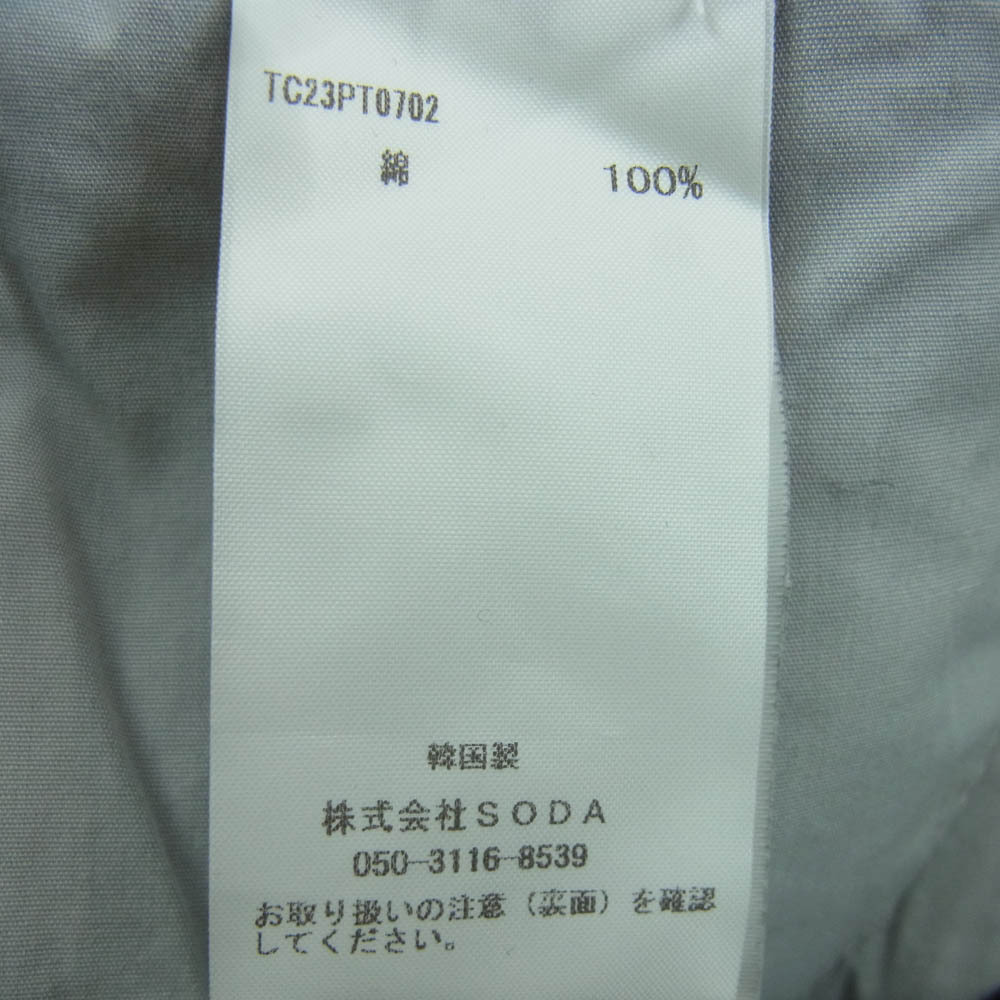 TC23PT0702
綿 100%
韓国製
株式会社SODA
050-3116-8539
お取り扱いの注意(裏面)を確認
してください。